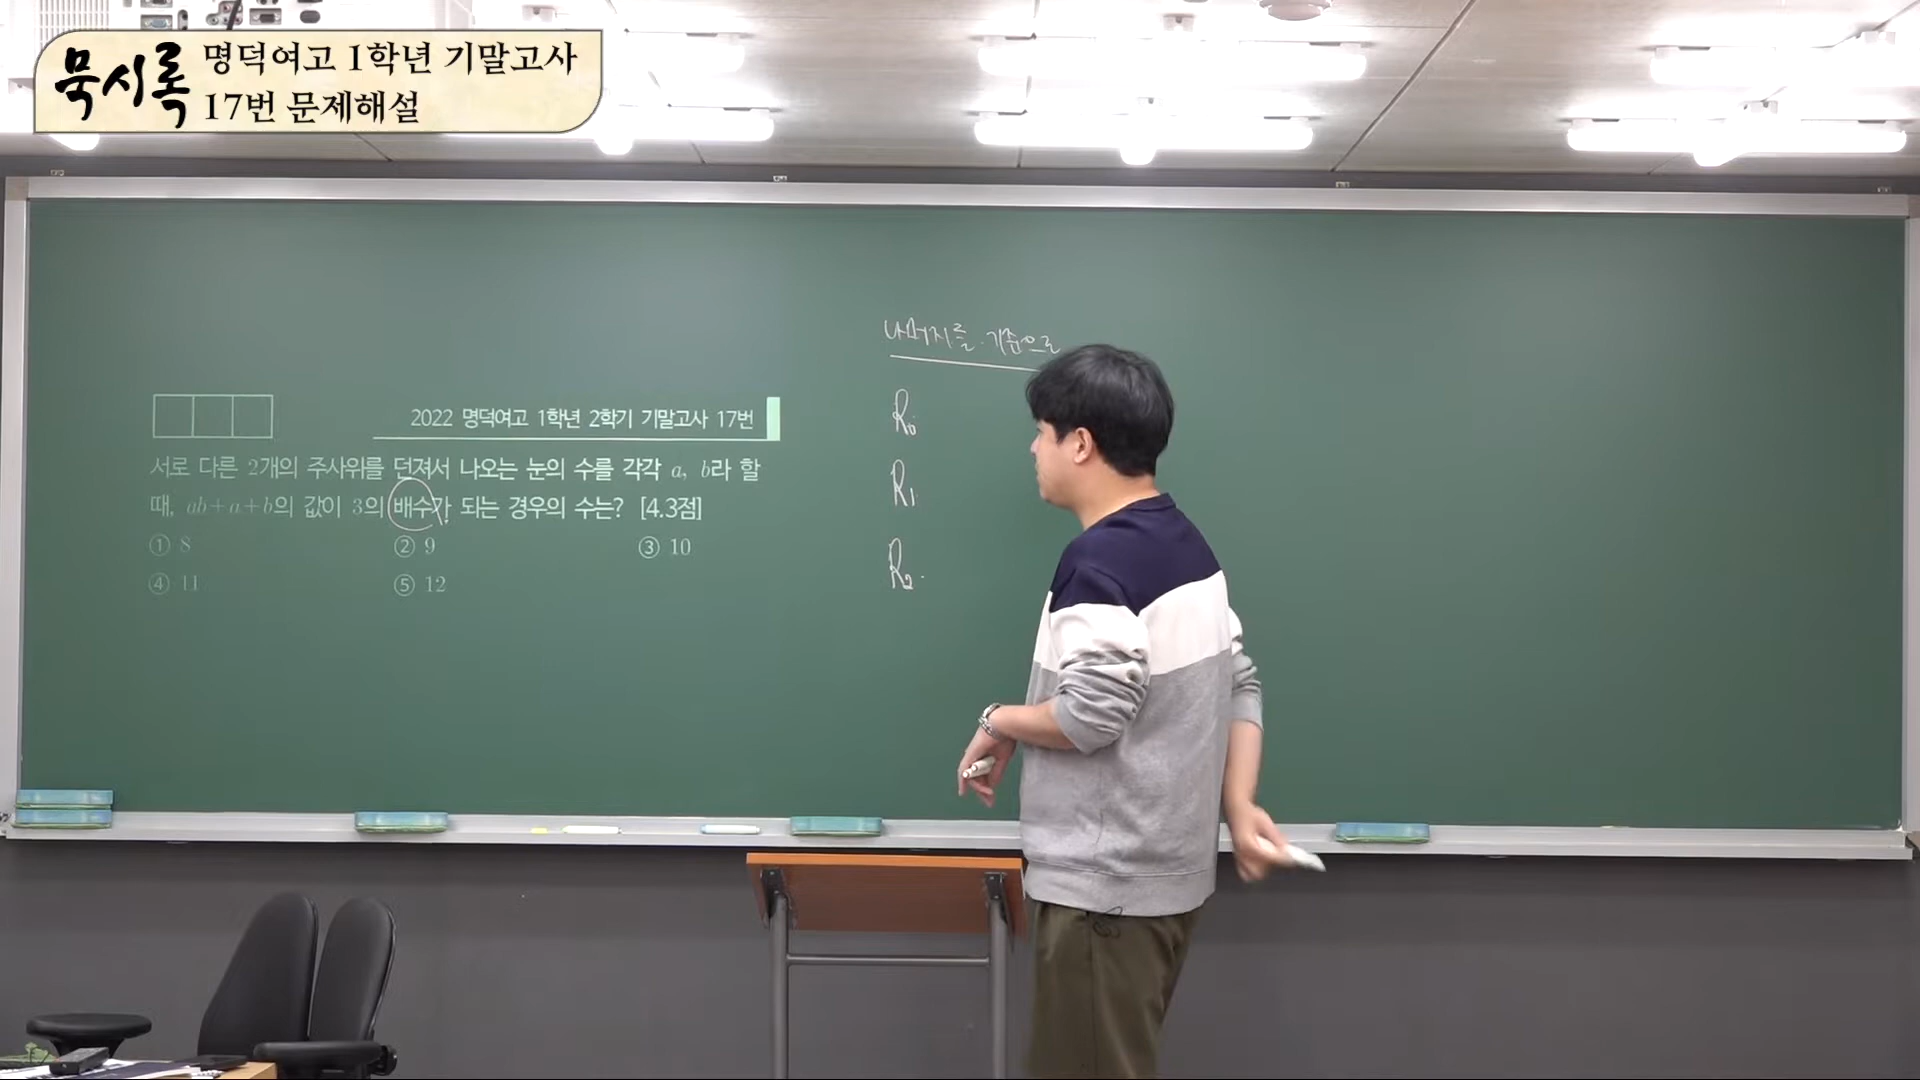 묵시록
명덕여고 1학년 기말고사
17번 문제해설
2022 명덕여고 1학년 2학기 기말고사 17번
서로 다른 2개의 주사위를 던져서 나오는 눈의 수를 각각 a, b라 할
때, ab+a+b의 값이 3의 배수가 되는 경우의 수는? [4.3점]
① 8 ② 9 ③ 10
④ 11 ⑤ 12
나머지를 기준으로
R₀
R₁
R₂